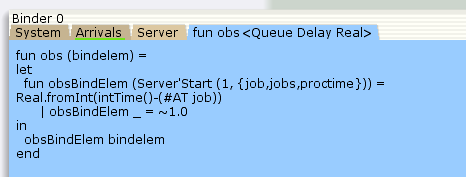 Binder 0
System Arrivals Server fun obs<Queue Delay Real>
fun obs (bindelem) =
let
fun obsBindElem (Server'Start (1, {job,jobs,proctime})) =
Real.fromInt(intTime()-(#AT job))
| obsBindElem _ = ~1.0
in
obsBindElem bindelem
end